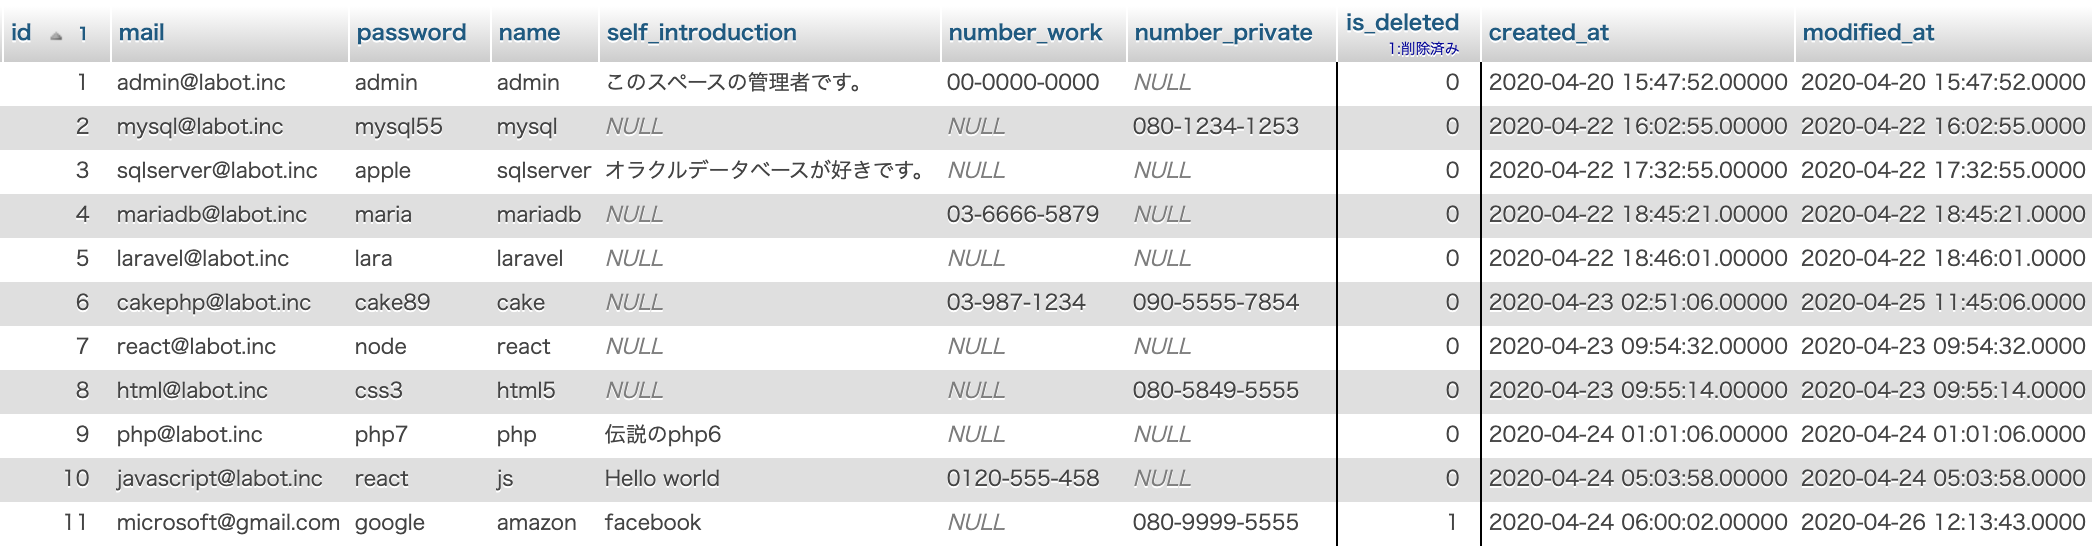 id 1 mail password name self_introduction number_work number_private is_deleted created_at modified_at
1:削除済み
1 admin@labot.inc admin admin このスペースの管理者です。 00-0000-0000 NULL 0 2020-04-20 15:47:52.00000 2020-04-20 15:47:52.0000
2 mysql@labot.inc mysql55 mysql NULL NULL 080-1234-1253 0 2020-04-22 16:02:55.00000 2020-04-22 16:02:55.0000
3 sqlserver@labot.inc apple sqlserver オラクルデータベースが好きです。 NULL NULL 0 2020-04-22 17:32:55.00000 2020-04-22 17:32:55.0000
4 mariadb@labot.inc maria mariadb NULL 03-6666-5879 NULL 0 2020-04-22 18:45:21.00000 2020-04-22 18:45:21.0000
5 laravel@labot.inc lara laravel NULL NULL NULL 0 2020-04-22 18:46:01.00000 2020-04-22 18:46:01.0000
6 cakephp@labot.inc cake89 cake NULL 03-987-1234 090-5555-7854 0 2020-04-23 02:51:06.00000 2020-04-25 11:45:06.0000
7 react@labot.inc node react NULL NULL NULL 0 2020-04-23 09:54:32.00000 2020-04-23 09:54:32.0000
8 html@labot.inc css3 html5 NULL NULL 080-5849-5555 0 2020-04-23 09:55:14.00000 2020-04-23 09:55:14.0000
9 php@labot.inc php7 php 伝説のphp6 NULL NULL 0 2020-04-24 01:01:06.00000 2020-04-24 01:01:06.0000
10 javascript@labot.inc react js Hello world 0120-555-458 NULL 0 2020-04-24 05:03:58.00000 2020-04-24 05:03:58.0000
11 microsoft@gmail.com google amazon facebook NULL 080-9999-5555 1 2020-04-24 06:00:02.00000 2020-04-26 12:13:43.0000